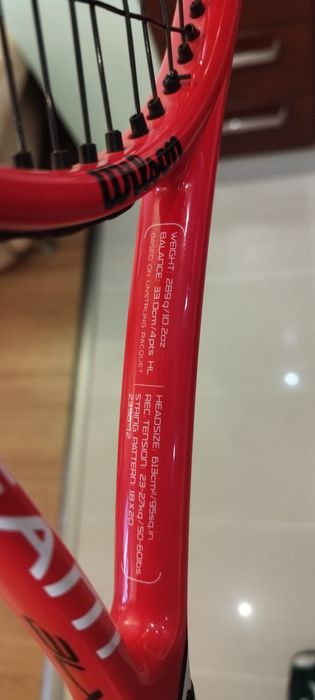 Wilson
WEIGHT: 289g/10.2oz
BALANCE: 33.0cm/4pts HL
BASED ON UNSTRUNG RACQUET
HEADSIZE: 613cm²/95sq.in
REC. TENSION: 23-27kg/50-60lbs.
STRING PATTERN: 18X20